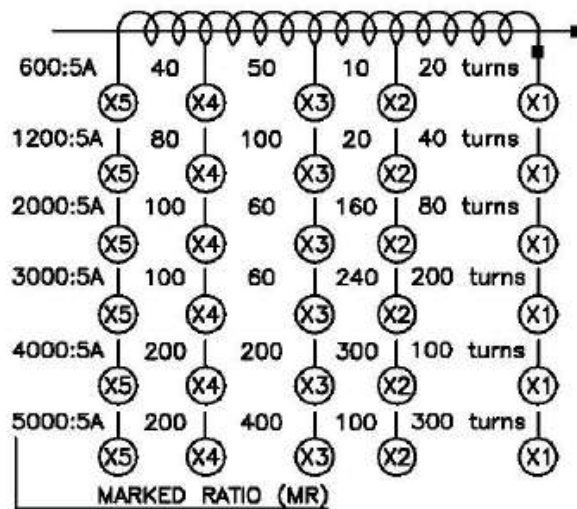 600:5A 40 50 10 20 turns
X5 X4 X3 X2 X1
1200:5A 80 100 20 40 turns
X5 X4 X3 X2 X1
2000:5A 100 60 160 80 turns
X5 X4 X3 X2 X1
3000:5A 100 60 240 200 turns
X5 X4 X3 X2 X1
4000:5A 200 200 300 100 turns
X5 X4 X3 X2 X1
5000:5A 200 400 100 300 turns
X5 X4 X3 X2 X1
MARKED RATIO (MR)